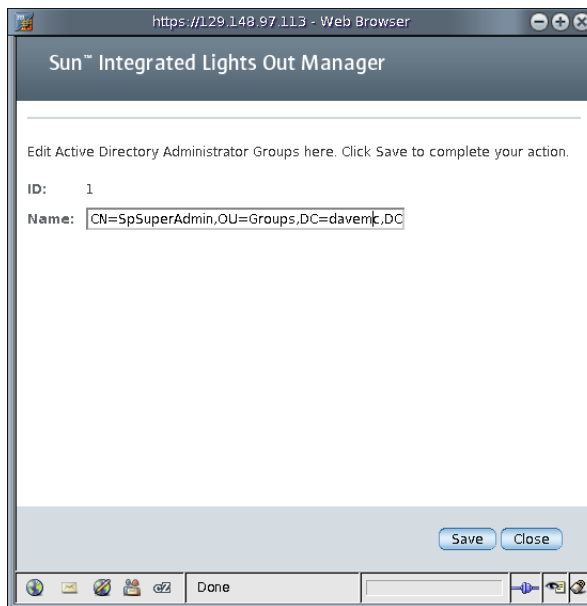 https://129.148.97.113 - Web Browser
Sun™ Integrated Lights Out Manager
Edit Active Directory Administrator Groups here. Click Save to complete your action.
ID: 1
Name: CN=SpSuperAdmin,OU=Groups,DC=davemc,DC
Save Close
Done